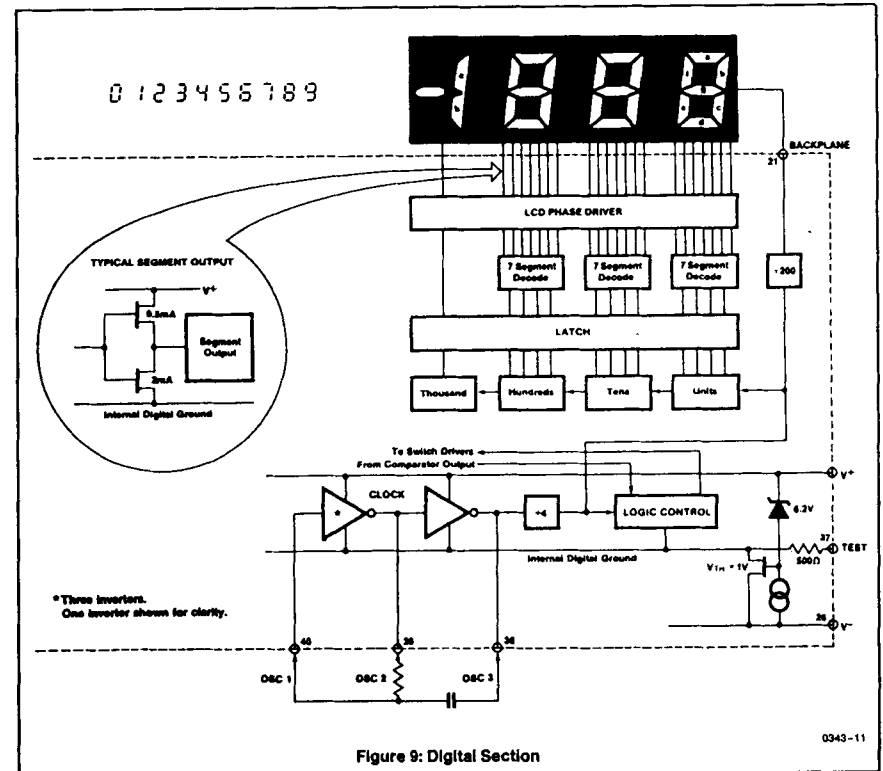 0 1 2 3 4 5 6 7 8 9
a
b
f
a
b
g
e
c
d
BACKPLANE
21
LCD PHASE DRIVER
TYPICAL SEGMENT OUTPUT
V+
0.5mA
Segment
Output
2mA
Internal Digital Ground
7 Segment
Decode
7 Segment
Decode
7 Segment
Decode
÷200
LATCH
Thousand
Hundreds
Tens
Units
To Switch Drivers
From Comparator Output
V+
CLOCK
*
÷4
LOGIC CONTROL
6.2V
37
TEST
500Ω
Internal Digital Ground
VTH = 1V
26
V-
*Three inverters.
One inverter shown for clarity.
40
OSC 1
OSC 2
OSC 3
0343-11
Figure 9: Digital Section